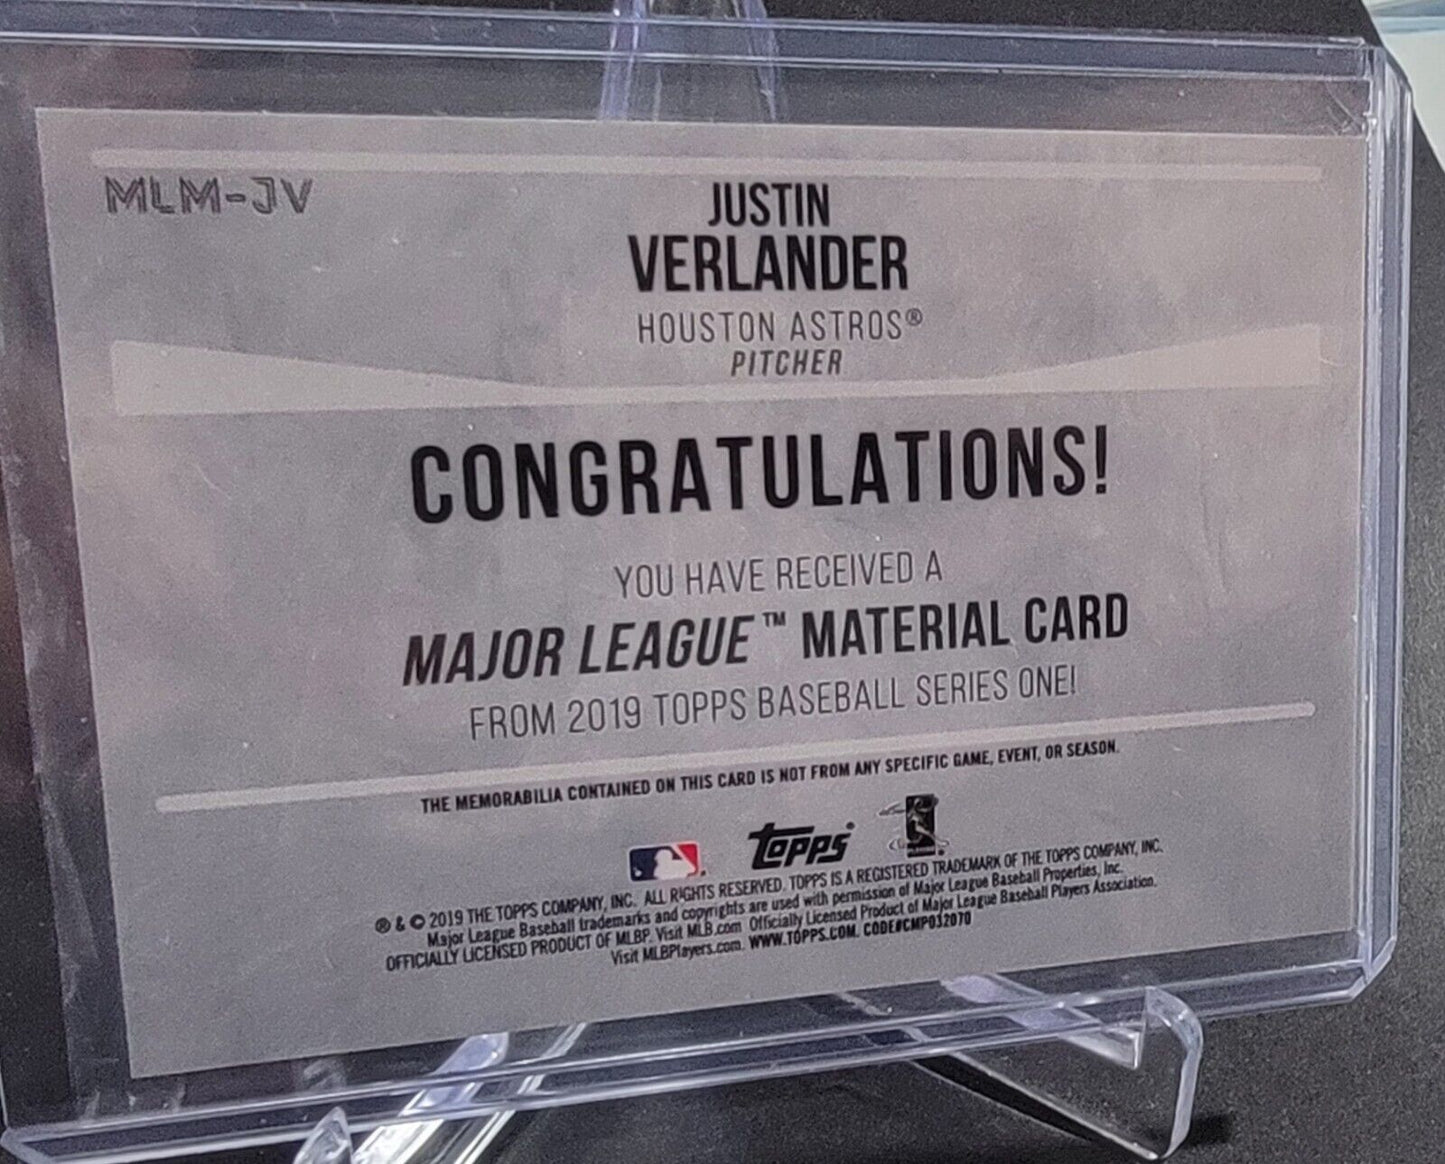 MLM-JV
JUSTIN
VERLANDER
HOUSTON ASTROS®
PITCHER
CONGRATULATIONS!
YOU HAVE RECEIVED A
MAJOR LEAGUE™ MATERIAL CARD
FROM 2019 TOPPS BASEBALL SERIES ONE!
THE MEMORABILIA CONTAINED ON THIS CARD IS NOT FROM ANY SPECIFIC GAME, EVENT, OR SEASON.
Topps®
® & © 2019 THE TOPPS COMPANY, INC. ALL RIGHTS RESERVED. TOPPS IS A REGISTERED TRADEMARK OF THE TOPPS COMPANY, INC.
Major League Baseball trademarks and copyrights are used with permission of Major League Baseball Properties, Inc.
OFFICIALLY LICENSED PRODUCT OF MLBP. Visit MLB.com Officially Licensed Product of Major League Baseball Players Association.
Visit MLBPlayers.com. WWW.TOPPS.COM. CODE#CMP032070